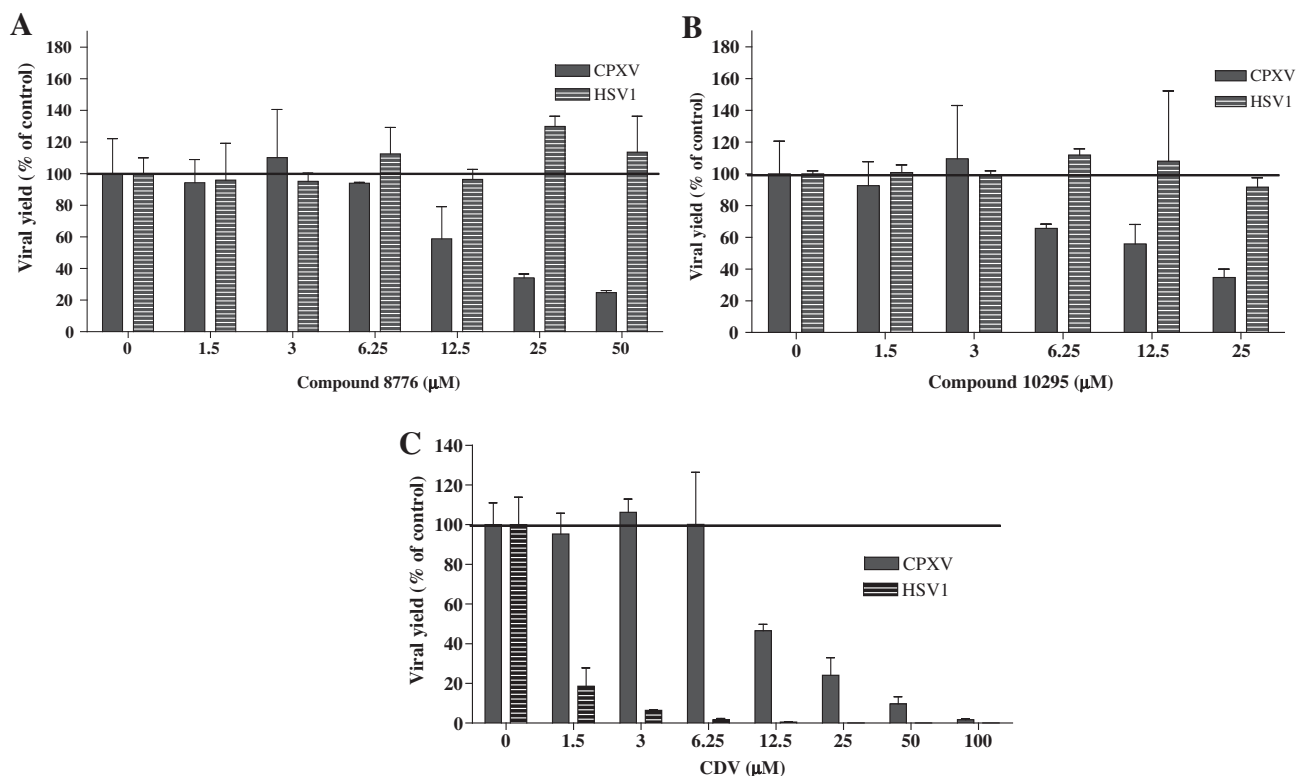 A
Viral yield (% of control)
180
160
140
120
100
80
60
40
20
0
CPXV
HSV1
0 1.5 3 6.25 12.5 25 50
Compound 8776 (μM)
B
Viral yield (% of control)
180
160
140
120
100
80
60
40
20
0
CPXV
HSV1
0 1.5 3 6.25 12.5 25
Compound 10295 (μM)
C
Viral yield (% of control)
140
120
100
80
60
40
20
0
CPXV
HSV1
0 1.5 3 6.25 12.5 25 50 100
CDV (μM)